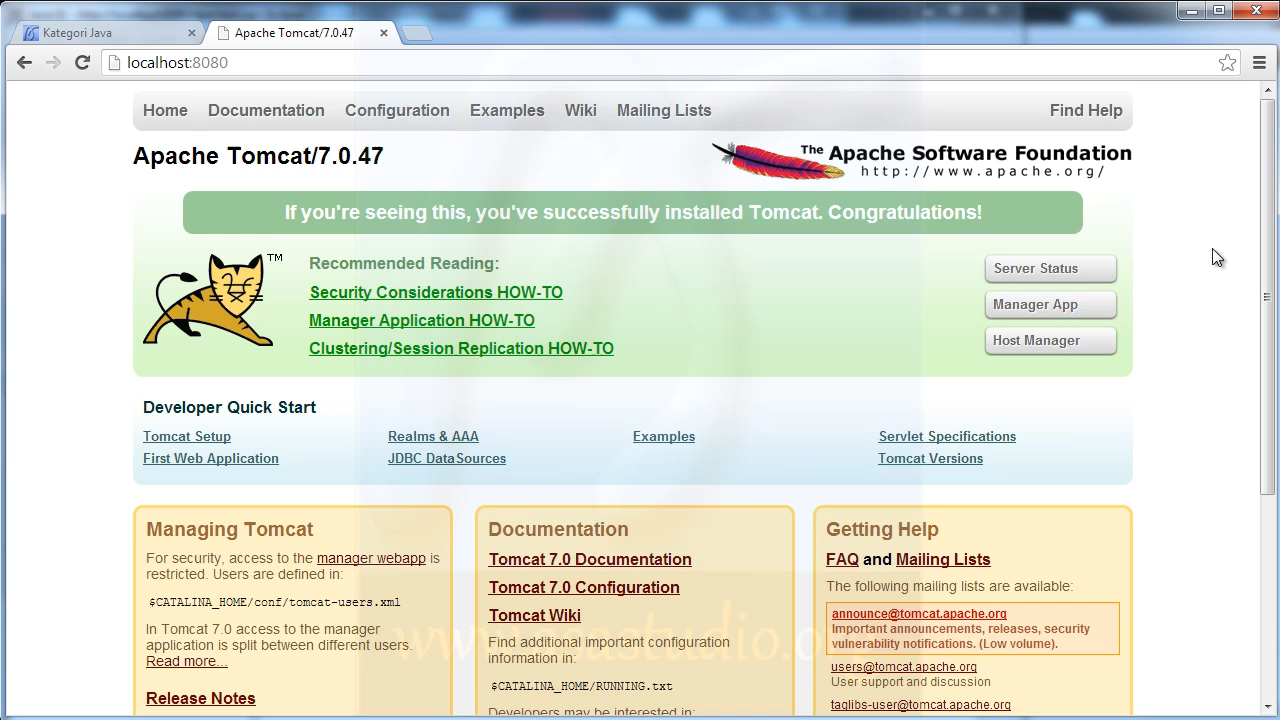 Kategori Java
Apache Tomcat/7.0.47
localhost:8080
Home Documentation Configuration Examples Wiki Mailing Lists Find Help
Apache Tomcat/7.0.47
The Apache Software Foundation
http://www.apache.org/
If you're seeing this, you've successfully installed Tomcat. Congratulations!
TM
Recommended Reading:
Security Considerations HOW-TO
Manager Application HOW-TO
Clustering/Session Replication HOW-TO
Server Status
Manager App
Host Manager
Developer Quick Start
Tomcat Setup
First Web Application
Realms & AAA
JDBC DataSources
Examples
Servlet Specifications
Tomcat Versions
Managing Tomcat
For security, access to the manager webapp is
restricted. Users are defined in:
$CATALINA_HOME/conf/tomcat-users.xml
In Tomcat 7.0 access to the manager
application is split between different users.
Read more...
Release Notes
Documentation
Tomcat 7.0 Documentation
Tomcat 7.0 Configuration
Tomcat Wiki
Find additional important configuration
information in:
$CATALINA_HOME/RUNNING.txt
Developers may be interested in:
Getting Help
FAQ and Mailing Lists
The following mailing lists are available:
announce@tomcat.apache.org
Important announcements, releases, security
vulnerability notifications. (Low volume).
users@tomcat.apache.org
User support and discussion
taglibs-user@tomcat.apache.org